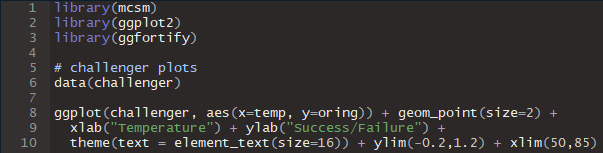 1 library(mcsm)
2 library(ggplot2)
3 library(ggfortify)
4
5 # challenger plots
6 data(challenger)
7
8 ggplot(challenger, aes(x=temp, y=oring)) + geom_point(size=2) +
9   xlab("Temperature") + ylab("Success/Failure") +
10   theme(text = element_text(size=16)) + ylim(-0.2,1.2) + xlim(50,85)